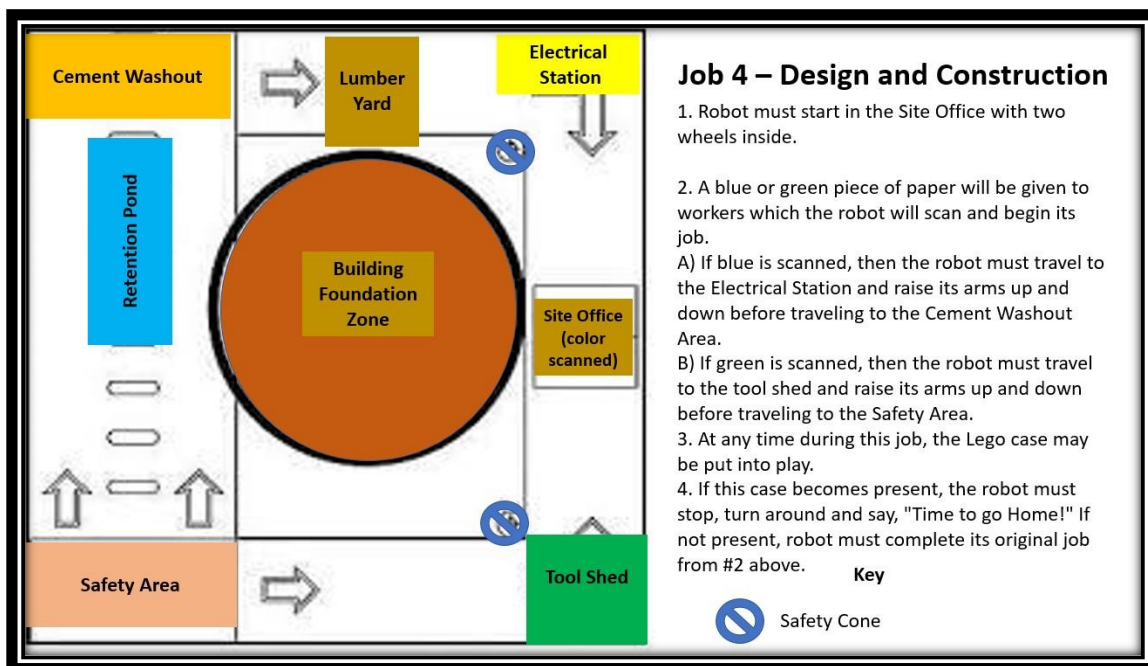 Cement Washout
Lumber
Yard
Electrical
Station
Retention Pond
Building
Foundation
Zone
Site Office
(color
scanned)
Safety Area
Tool Shed
Job 4 – Design and Construction
1. Robot must start in the Site Office with two
wheels inside.
2. A blue or green piece of paper will be given to
workers which the robot will scan and begin its
job.
A) If blue is scanned, then the robot must travel to
the Electrical Station and raise its arms up and
down before traveling to the Cement Washout
Area.
B) If green is scanned, then the robot must travel
to the tool shed and raise its arms up and down
before traveling to the Safety Area.
3. At any time during this job, the Lego case may
be put into play.
4. If this case becomes present, the robot must
stop, turn around and say, "Time to go Home!" If
not present, robot must complete its original job
from #2 above.
Key
Safety Cone